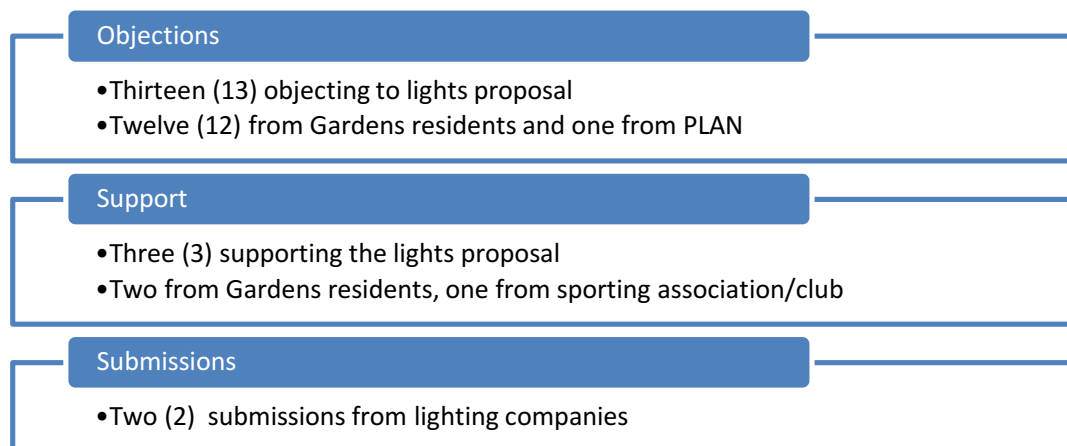 Objections
•Thirteen (13) objecting to lights proposal
•Twelve (12) from Gardens residents and one from PLAN
Support
•Three (3) supporting the lights proposal
•Two from Gardens residents, one from sporting association/club
Submissions
•Two (2)  submissions from lighting companies